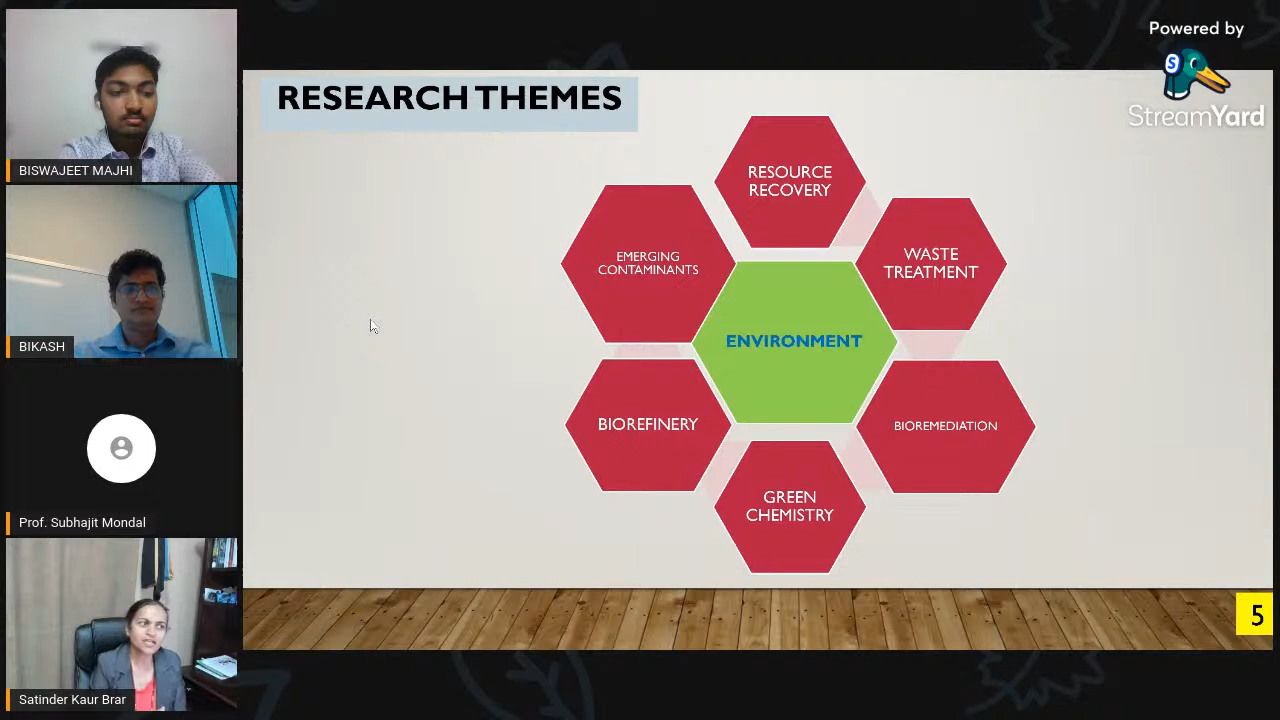 BISWAJEET MAJHI
BIKASH
Prof. Subhajit Mondal
Satinder Kaur Brar
RESEARCH THEMES
RESOURCE
RECOVERY
WASTE
TREATMENT
EMERGING
CONTAMINANTS
ENVIRONMENT
BIOREFINERY
BIOREMEDIATION
GREEN
CHEMISTRY
5
Powered by
S
StreamYard